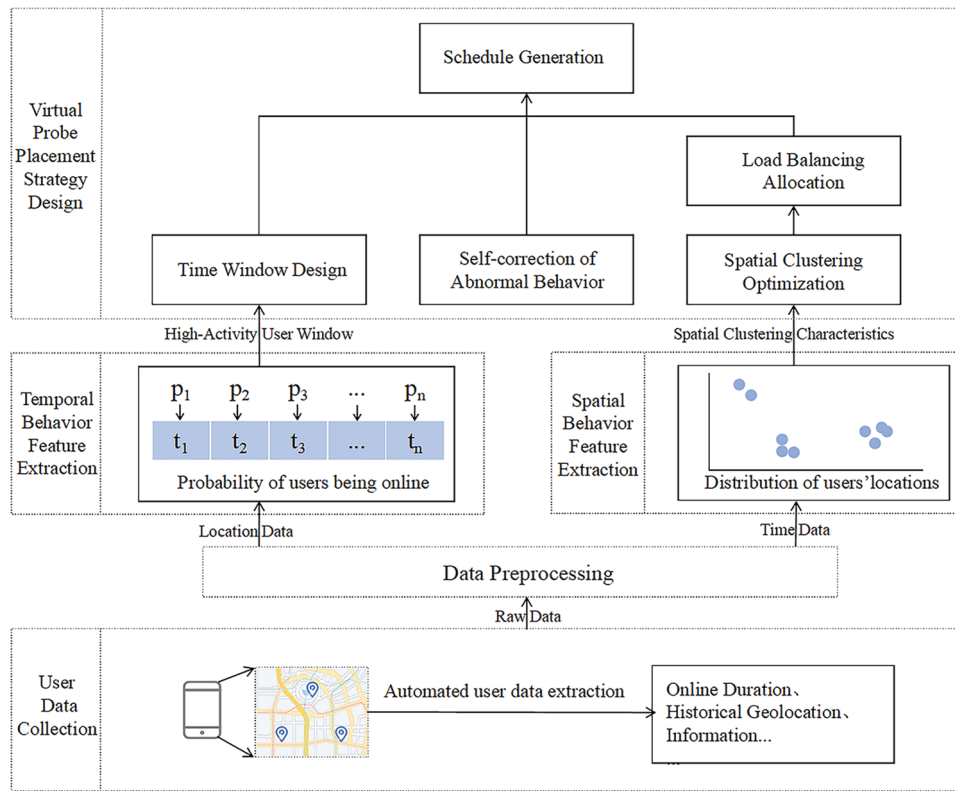 Schedule Generation
Virtual
Probe
Placement
Strategy
Design
Load Balancing
Allocation
Time Window Design
Self-correction of
Abnormal Behavior
Spatial Clustering
Optimization
High-Activity User Window
Spatial Clustering Characteristics
Temporal
Behavior
Feature
Extraction
p1 p2 p3 ... pn
t1 t2 t3 ... tn
Probability of users being online
Spatial
Behavior
Feature
Extraction
Distribution of users'locations
Location Data
Time Data
Data Preprocessing
Raw Data
User
Data
Collection
Automated user data extraction
Online Duration、
Historical Geolocation、
Information...
...